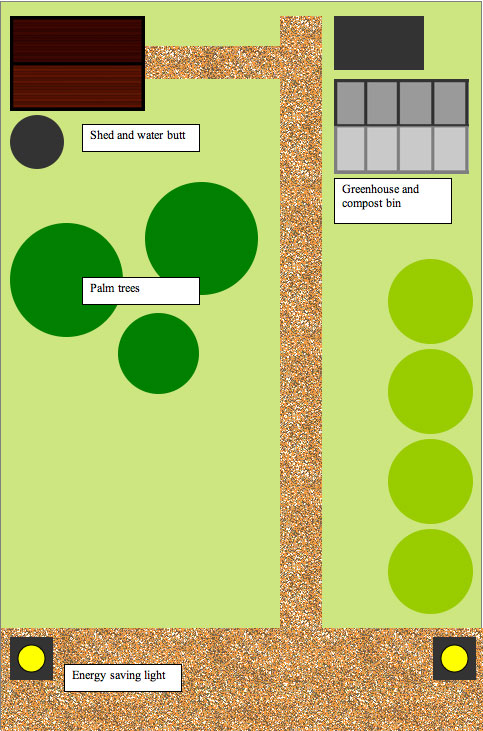 Shed and water butt
Greenhouse and
compost bin
Palm trees
Energy saving light